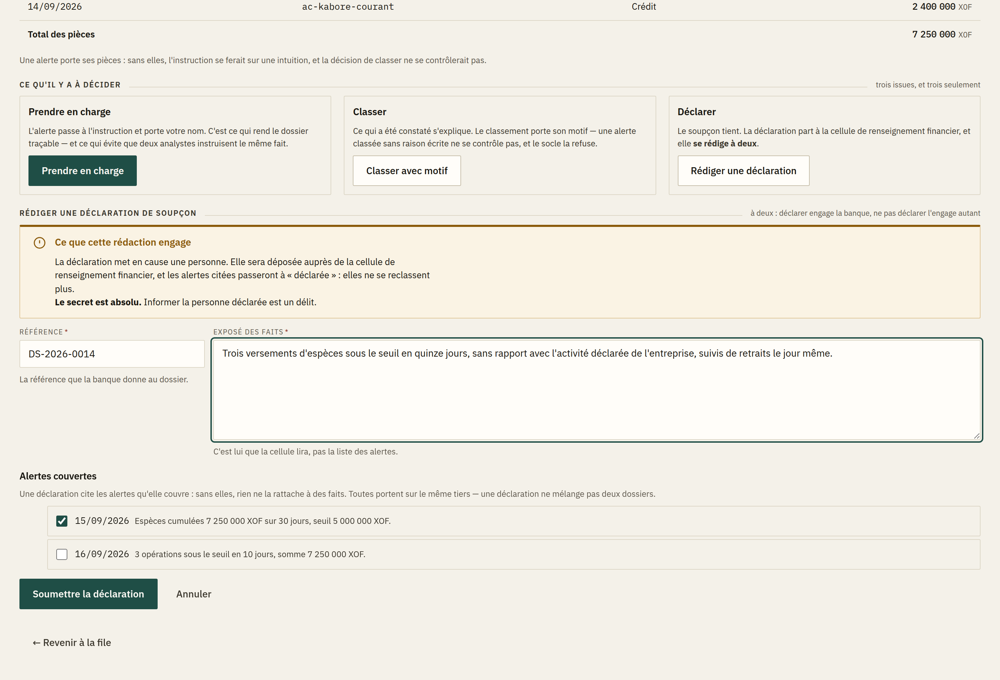 14/09/2026 ac-kabore-courant Crédit 2 400 000 XOF
Total des pièces 7 250 000 XOF
Une alerte porte ses pièces : sans elles, l'instruction se ferait sur une intuition, et la décision de classer ne se contrôlerait pas.
CE QU'IL Y A À DÉCIDER trois issues, et trois seulement
Prendre en charge
L'alerte passe à l'instruction et porte votre nom. C'est ce qui rend le dossier
traçable — et ce qui évite que deux analystes instruisent le même fait.
Prendre en charge
Classer
Ce qui a été constaté s'explique. Le classement porte son motif — une alerte
classée sans raison écrite ne se contrôle pas, et le socle la refuse.
Classer avec motif
Déclarer
Le soupçon tient. La déclaration part à la cellule de renseignement financier, et
elle se rédige à deux.
Rédiger une déclaration
RÉDIGER UNE DÉCLARATION DE SOUPÇON à deux : déclarer engage la banque, ne pas déclarer l'engage autant
Ce que cette rédaction engage
La déclaration met en cause une personne. Elle sera déposée auprès de la cellule de
renseignement financier, et les alertes citées passeront à « déclarée » : elles ne se reclassent
plus.
Le secret est absolu. Informer la personne déclarée est un délit.
RÉFÉRENCE *
DS-2026-0014
La référence que la banque donne au dossier.
EXPOSÉ DES FAITS *
Trois versements d'espèces sous le seuil en quinze jours, sans rapport avec l'activité déclarée de l'entreprise, suivis de retraits le jour même.
C'est lui que la cellule lira, pas la liste des alertes.
Alertes couvertes
Une déclaration cite les alertes qu'elle couvre : sans elles, rien ne la rattache à des faits. Toutes portent sur le même tiers — une déclaration ne mélange pas deux dossiers.
15/09/2026 Espèces cumulées 7 250 000 XOF sur 30 jours, seuil 5 000 000 XOF.
16/09/2026 3 opérations sous le seuil en 10 jours, somme 7 250 000 XOF.
Soumettre la déclaration Annuler
← Revenir à la file